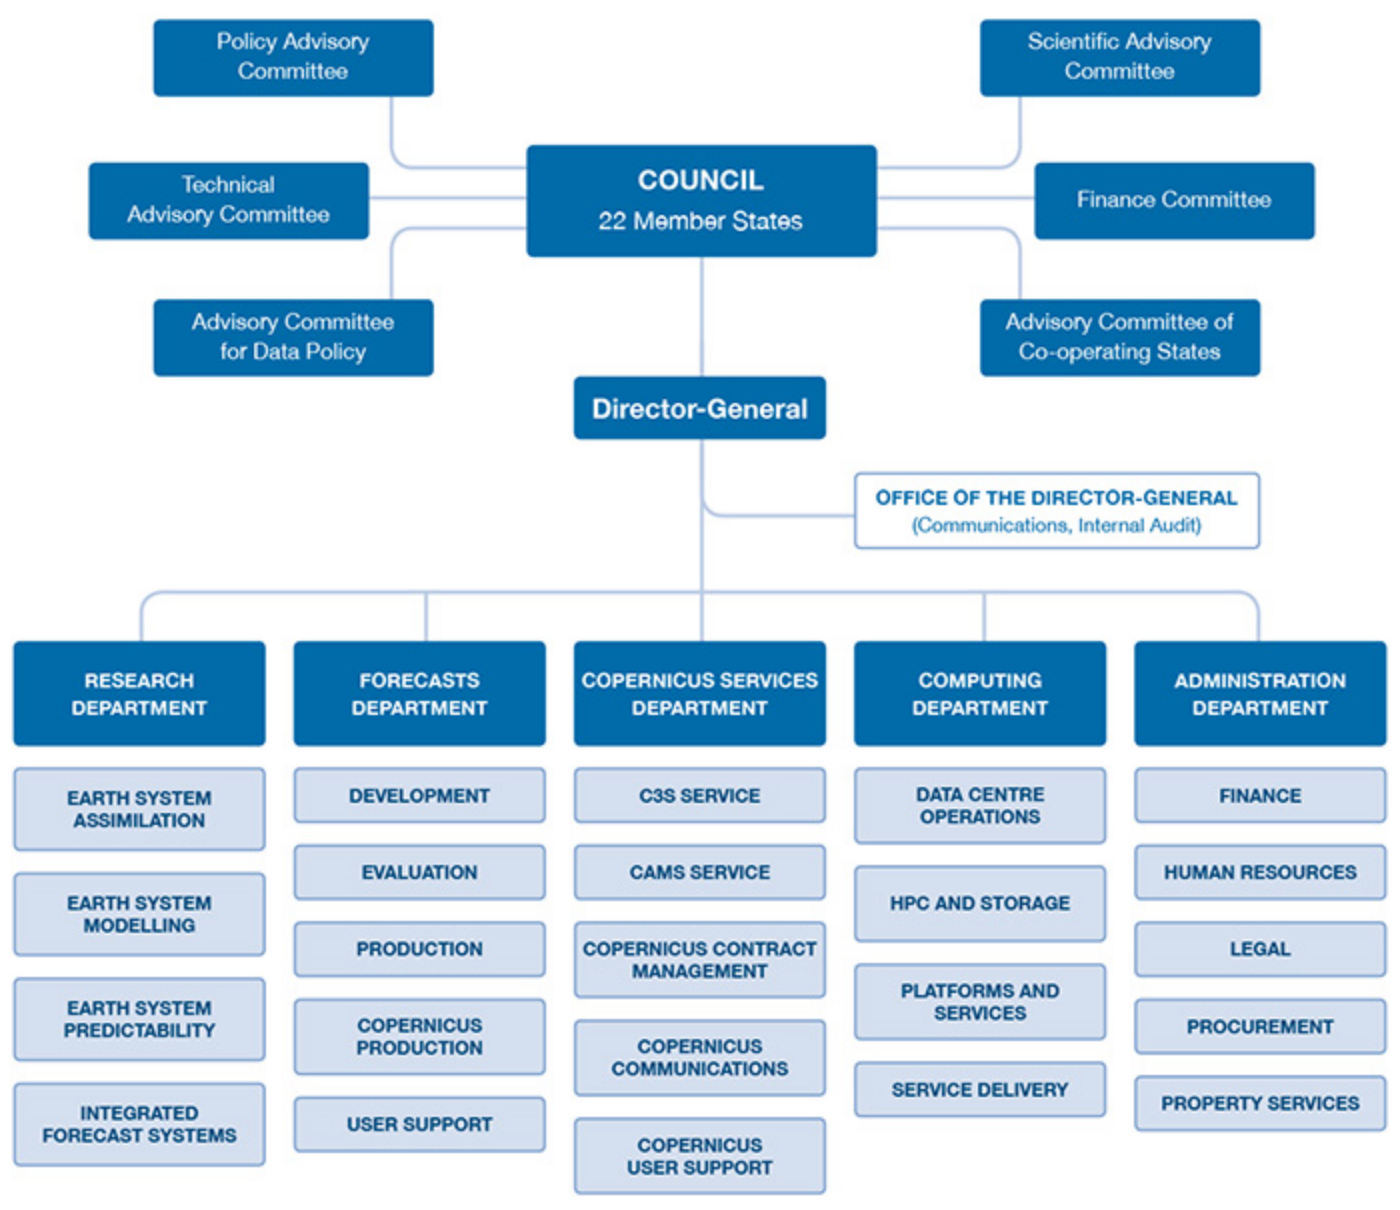 Policy Advisory
Committee
Scientific Advisory
Committee
COUNCIL
22 Member States
Technical
Advisory Committee
Finance Committee
Advisory Committee
for Data Policy
Advisory Committee of
Co-operating States
Director-General
OFFICE OF THE DIRECTOR-GENERAL
(Communications, Internal Audit)
RESEARCH
DEPARTMENT
EARTH SYSTEM
ASSIMILATION
EARTH SYSTEM
MODELLING
EARTH SYSTEM
PREDICTABILITY
INTEGRATED
FORECAST SYSTEMS
FORECASTS
DEPARTMENT
DEVELOPMENT
EVALUATION
PRODUCTION
COPERNICUS
PRODUCTION
USER SUPPORT
COPERNICUS SERVICES
DEPARTMENT
C3S SERVICE
CAMS SERVICE
COPERNICUS CONTRACT
MANAGEMENT
COPERNICUS
COMMUNICATIONS
COPERNICUS
USER SUPPORT
COMPUTING
DEPARTMENT
DATA CENTRE
OPERATIONS
HPC AND STORAGE
PLATFORMS AND
SERVICES
SERVICE DELIVERY
ADMINISTRATION
DEPARTMENT
FINANCE
HUMAN RESOURCES
LEGAL
PROCUREMENT
PROPERTY SERVICES